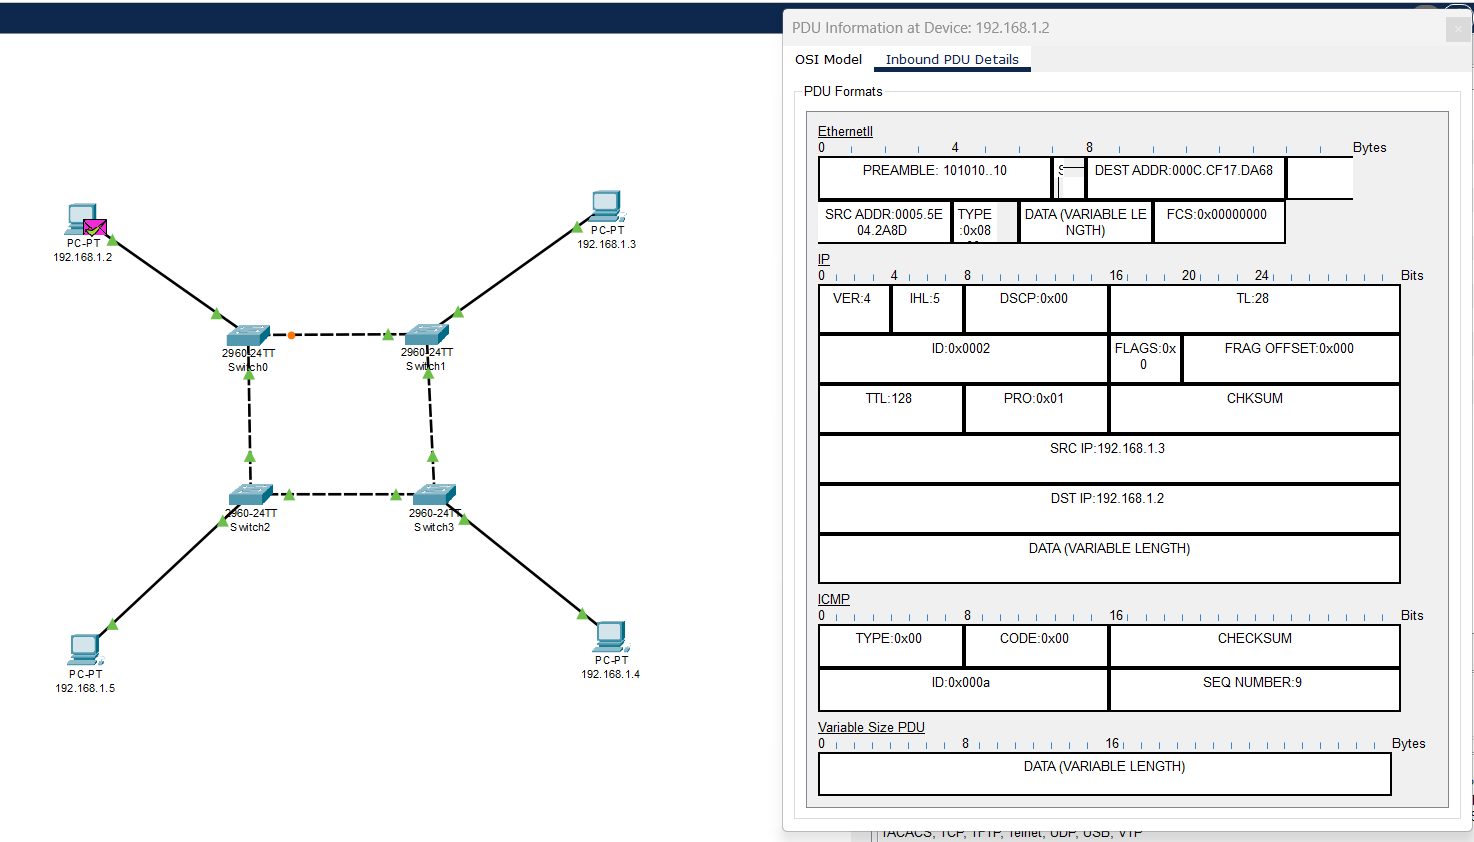 PDU Information at Device: 192.168.1.2
OSI Model
Inbound PDU Details
PDU Formats
EthernetII
0 4 8 Bytes
PREAMBLE: 101010..10
DEST ADDR:000C.CF17.DA68
SRC ADDR:0005.5E
04.2A8D
TYPE
:0x08
DATA (VARIABLE LE
NGTH)
FCS:0x00000000
IP
0 4 8 16 20 24 Bits
VER:4
IHL:5
DSCP:0x00
TL:28
ID:0x0002
FLAGS:0x
0
FRAG OFFSET:0x000
TTL:128
PRO:0x01
CHKSUM
SRC IP:192.168.1.3
DST IP:192.168.1.2
DATA (VARIABLE LENGTH)
ICMP
0 8 16 Bits
TYPE:0x00
CODE:0x00
CHECKSUM
ID:0x000a
SEQ NUMBER:9
Variable Size PDU
0 8 16 Bytes
DATA (VARIABLE LENGTH)
TACACS, TCP, TFTP, Telnet, UDP, USB, VTP
PC-PT
192.168.1.2
PC-PT
192.168.1.3
2960-24TT
Switch0
2960-24TT
Switch1
2960-24TT
Switch2
2960-24TT
Switch3
PC-PT
192.168.1.5
PC-PT
192.168.1.4